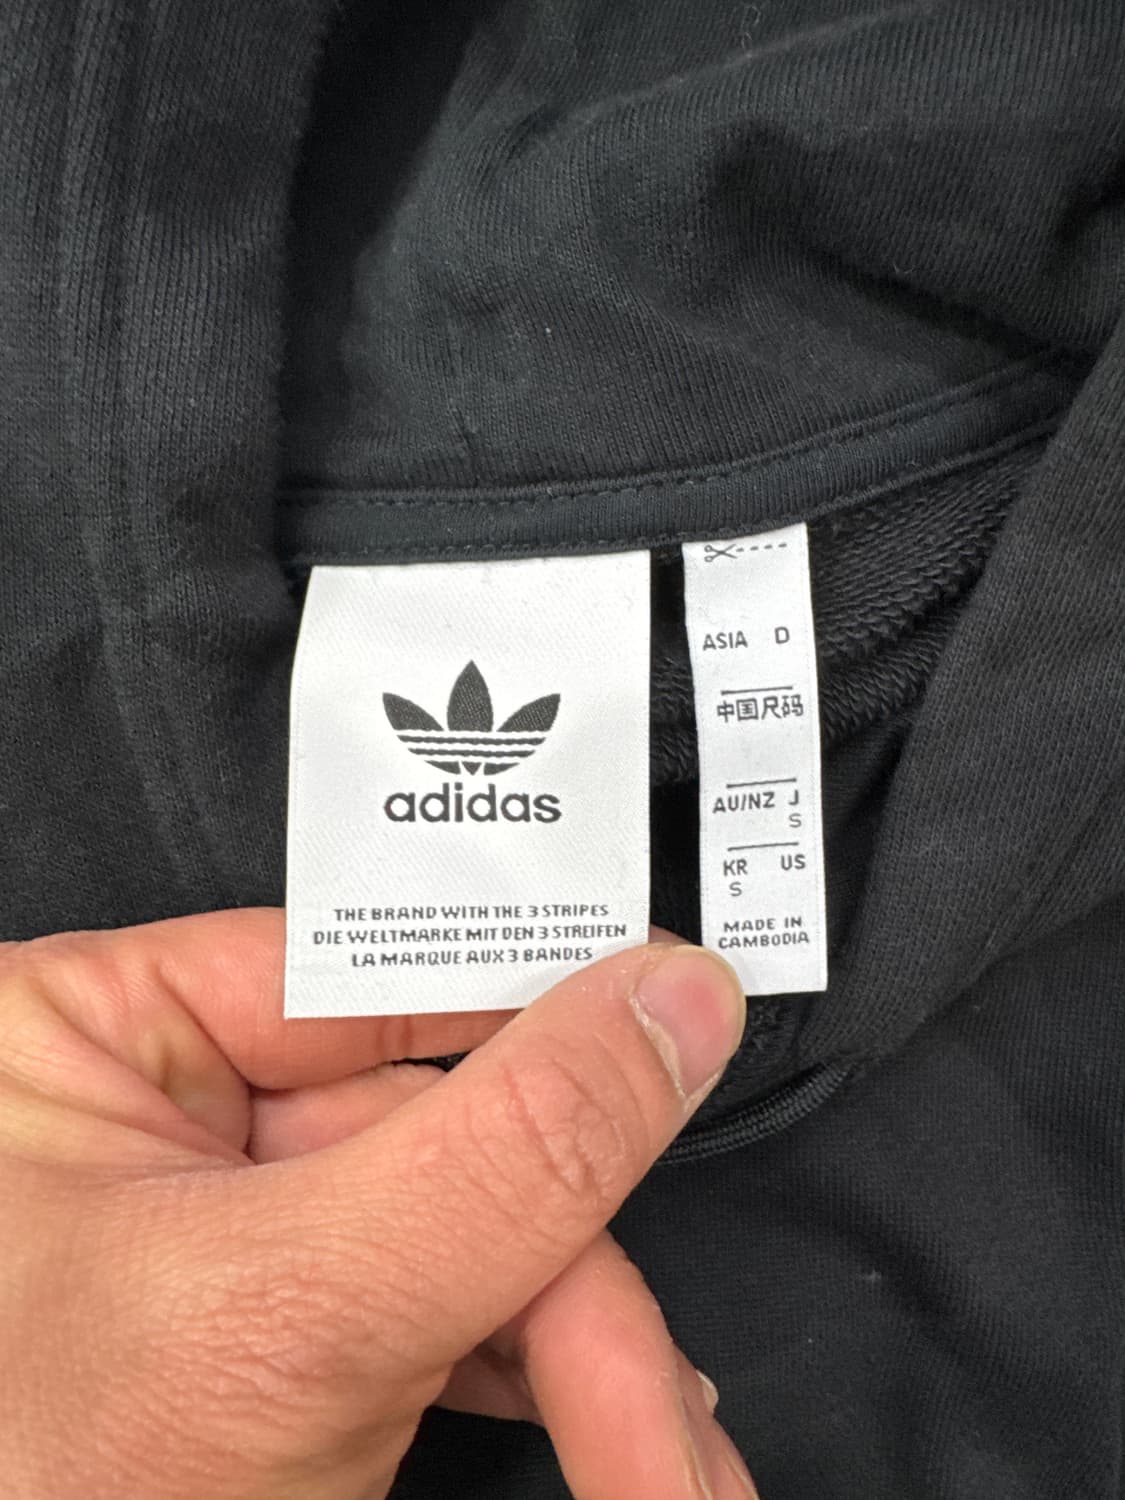 adidas
THE BRAND WITH THE 3 STRIPES
DIE WELTMARKE MIT DEN 3 STREIFEN
LA MARQUE AUX 3 BANDES
ASIA D
中国尺码
AU/NZ J
S
KR US
S
MADE IN
CAMBODIA